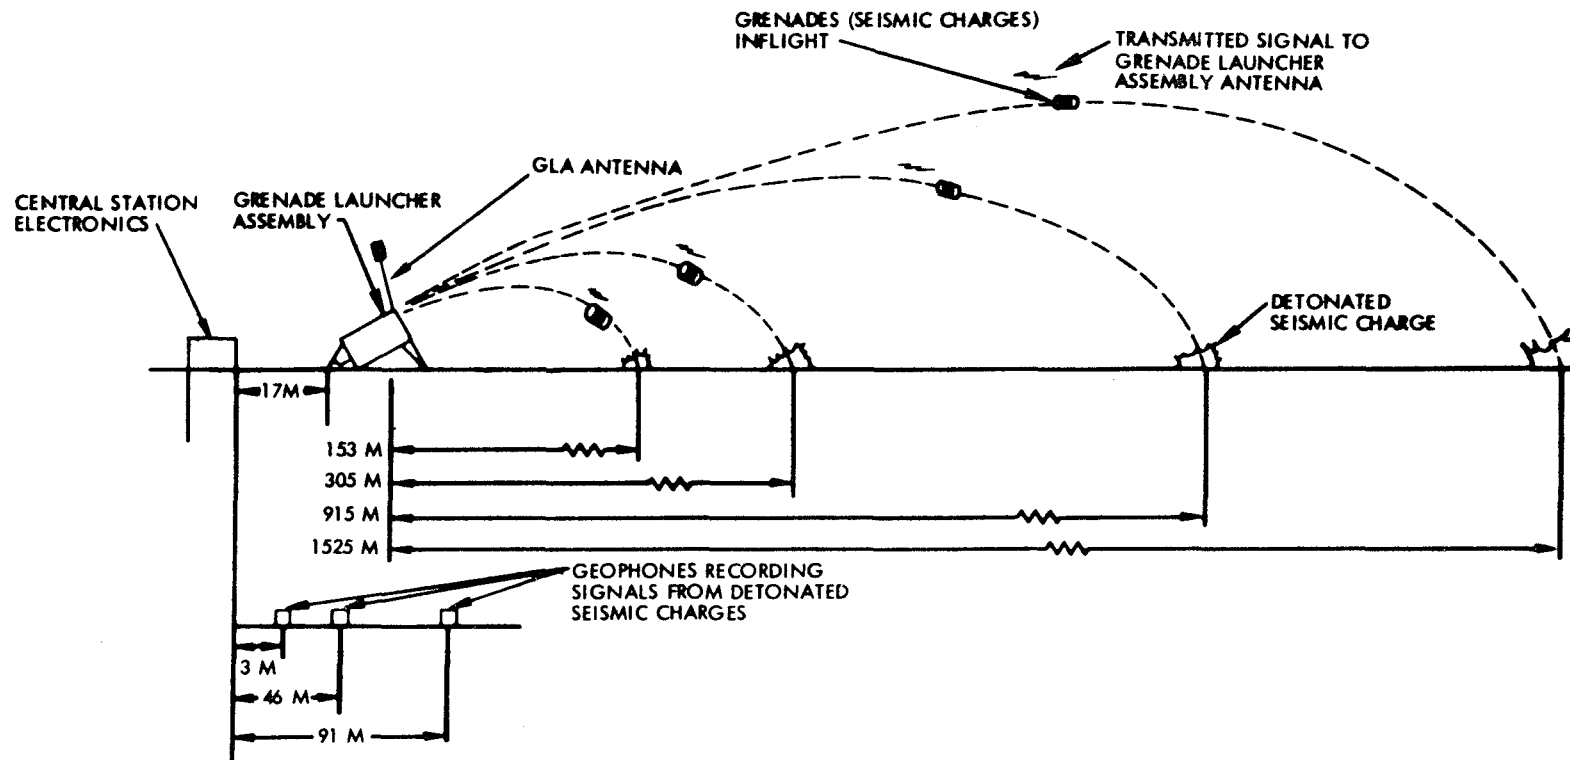 GRENADES (SEISMIC CHARGES)
INFLIGHT
TRANSMITTED SIGNAL TO
GRENADE LAUNCHER
ASSEMBLY ANTENNA
GLA ANTENNA
CENTRAL STATION
ELECTRONICS
GRENADE LAUNCHER
ASSEMBLY
DETONATED
SEISMIC CHARGE
17M
153 M
305 M
915 M
1525 M
GEOPHONES RECORDING
SIGNALS FROM DETONATED
SEISMIC CHARGES
3 M
46 M
91 M